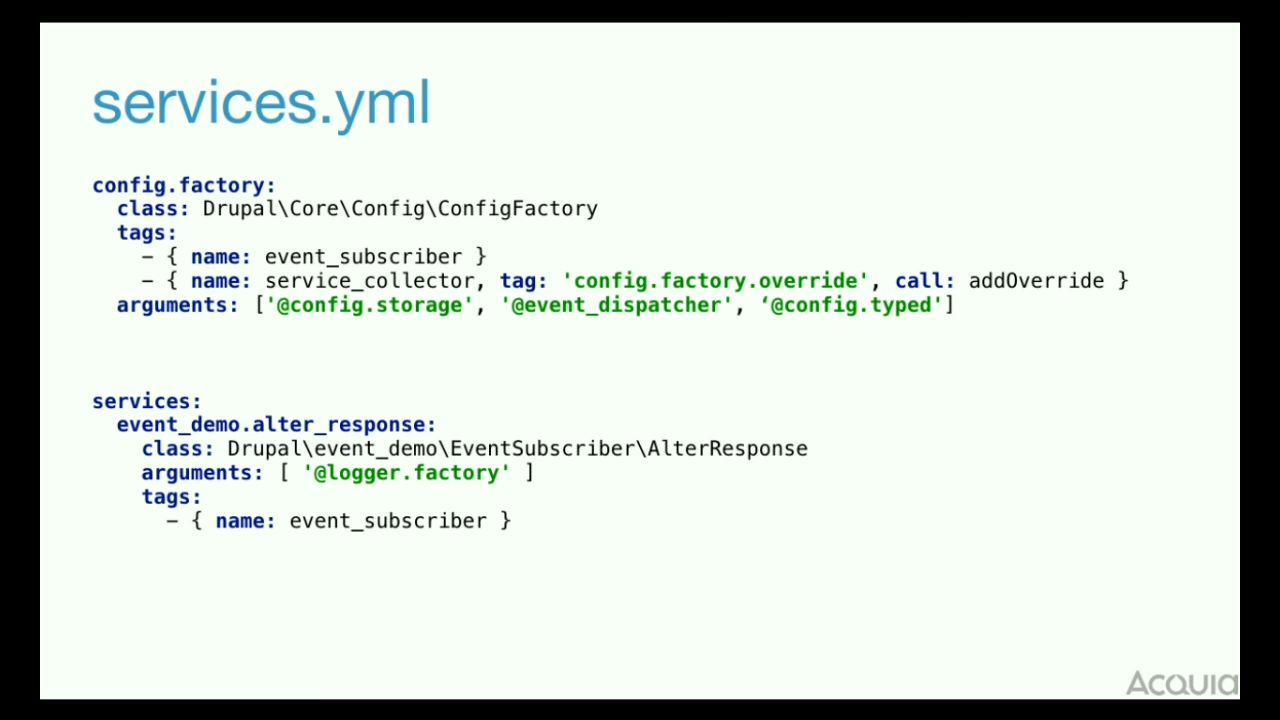 services.yml
config.factory:
  class: Drupal\Core\Config\ConfigFactory
  tags:
    - { name: event_subscriber }
    - { name: service_collector, tag: 'config.factory.override', call: addOverride }
  arguments: ['@config.storage', '@event_dispatcher', ‘@config.typed']
services:
  event_demo.alter_response:
    class: Drupal\event_demo\EventSubscriber\AlterResponse
    arguments: [ '@logger.factory' ]
    tags:
      - { name: event_subscriber }
Acquia